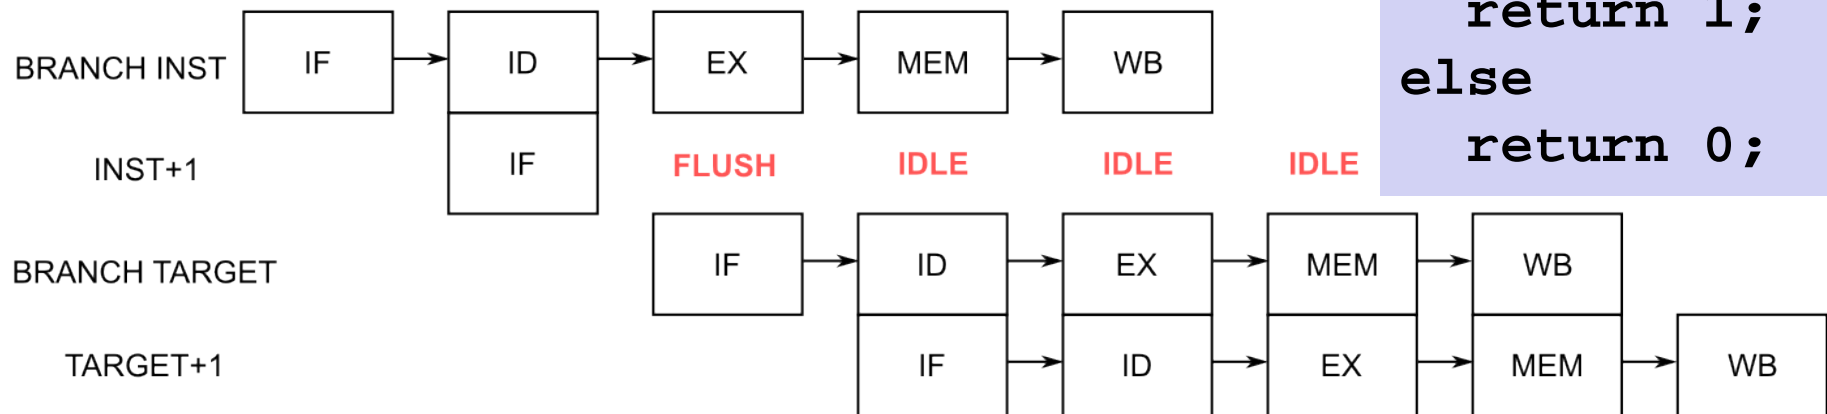 return 1;
else
return 0;
BRANCH INST IF ID EX MEM WB
INST+1 IF FLUSH IDLE IDLE IDLE
BRANCH TARGET IF ID EX MEM WB
TARGET+1 IF ID EX MEM WB